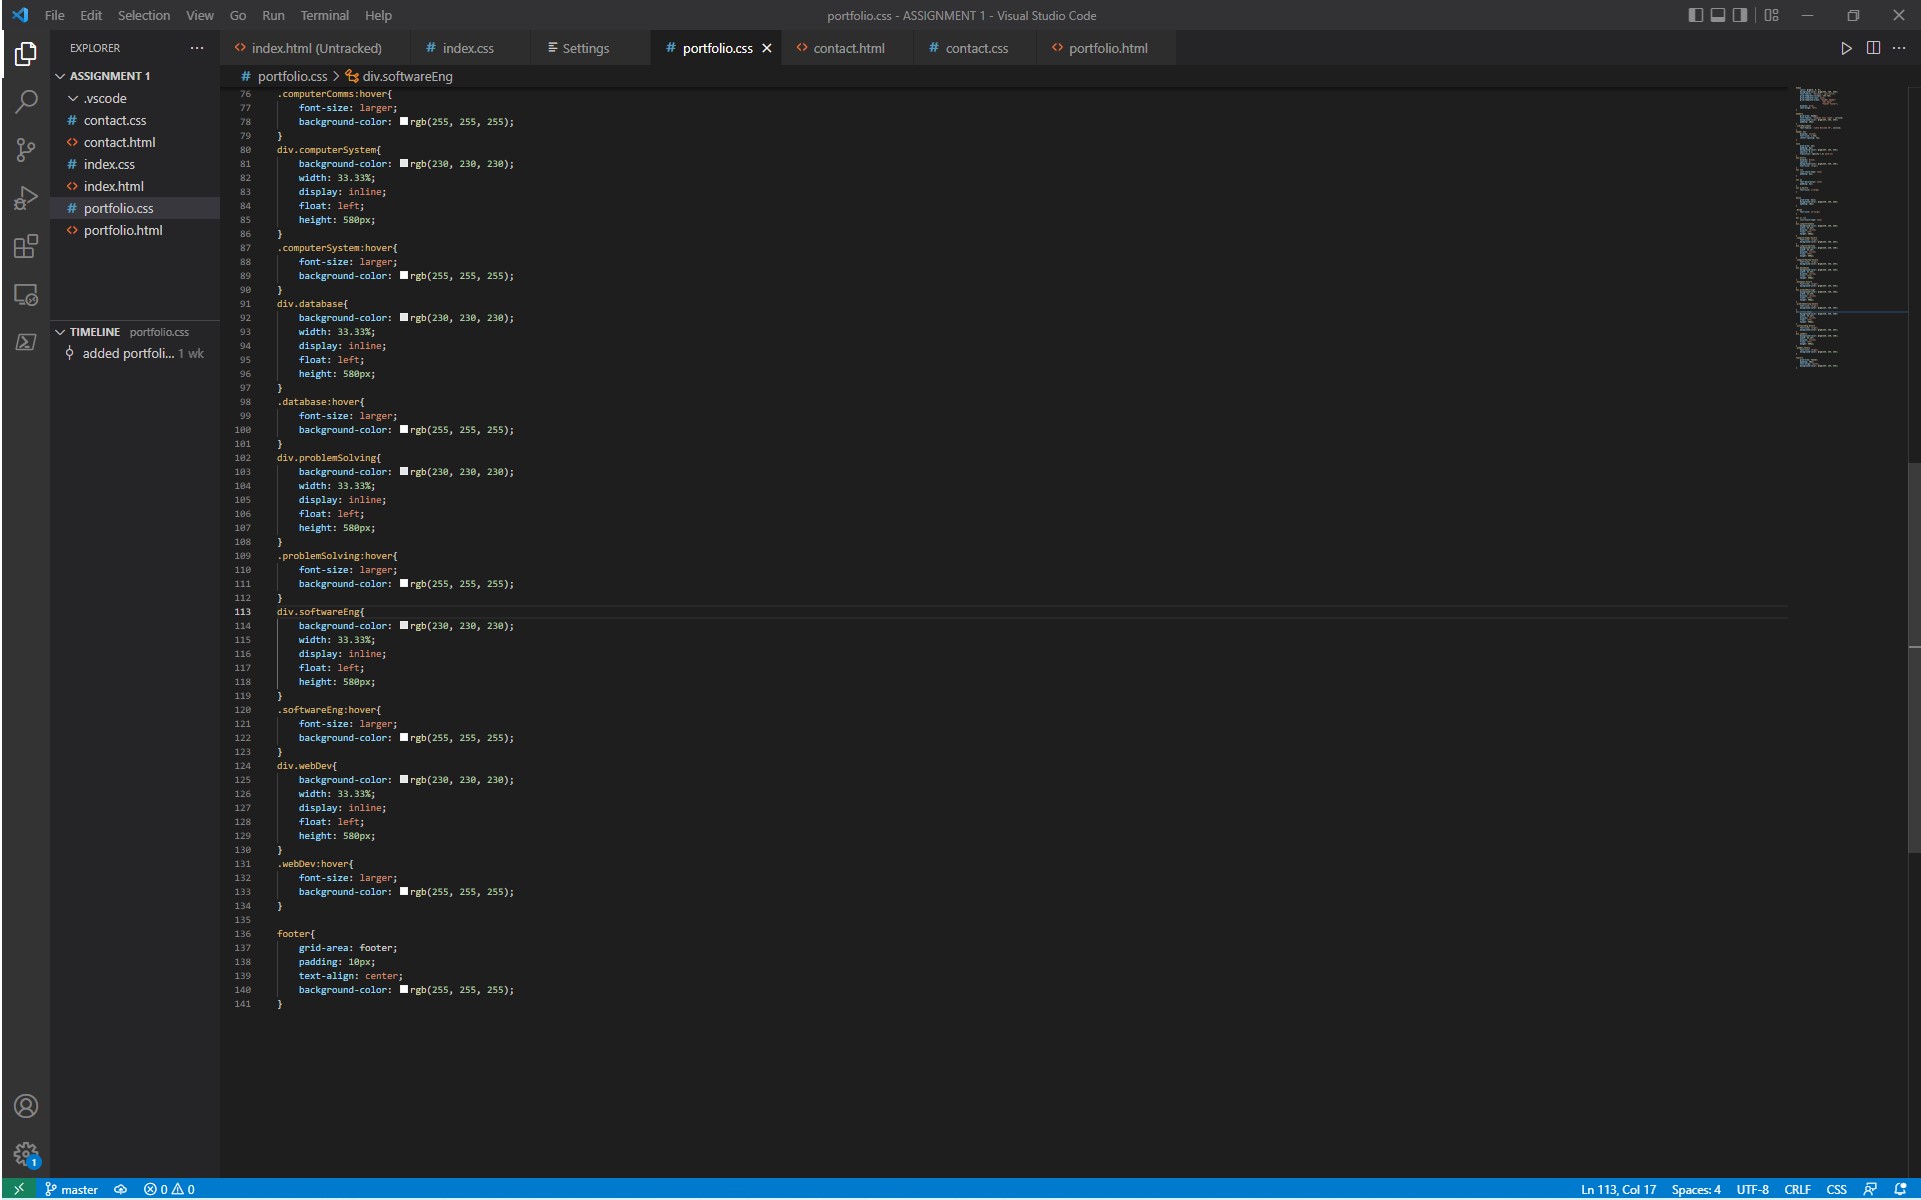 File Edit Selection View Go Run Terminal Help
portfolio.css - ASSIGNMENT 1 - Visual Studio Code
EXPLORER
ASSIGNMENT 1
.vscode
# contact.css
<> contact.html
# index.css
<> index.html
# portfolio.css
<> portfolio.html
TIMELINE portfolio.css
added portfoli... 1 wk
<> index.html (Untracked)
# index.css
Settings
# portfolio.css
<> contact.html
# contact.css
<> portfolio.html
# portfolio.css > div.softwareEng
76 .computerComms:hover{
77 font-size: larger;
78 background-color: rgb(255, 255, 255);
79 }
80 div.computerSystem{
81 background-color: rgb(230, 230, 230);
82 width: 33.33%;
83 display: inline;
84 float: left;
85 height: 580px;
86 }
87 .computerSystem:hover{
88 font-size: larger;
89 background-color: rgb(255, 255, 255);
90 }
91 div.database{
92 background-color: rgb(230, 230, 230);
93 width: 33.33%;
94 display: inline;
95 float: left;
96 height: 580px;
97 }
98 .database:hover{
99 font-size: larger;
100 background-color: rgb(255, 255, 255);
101 }
102 div.problemSolving{
103 background-color: rgb(230, 230, 230);
104 width: 33.33%;
105 display: inline;
106 float: left;
107 height: 580px;
108 }
109 .problemSolving:hover{
110 font-size: larger;
111 background-color: rgb(255, 255, 255);
112 }
113 div.softwareEng{
114 background-color: rgb(230, 230, 230);
115 width: 33.33%;
116 display: inline;
117 float: left;
118 height: 580px;
119 }
120 .softwareEng:hover{
121 font-size: larger;
122 background-color: rgb(255, 255, 255);
123 }
124 div.webDev{
125 background-color: rgb(230, 230, 230);
126 width: 33.33%;
127 display: inline;
128 float: left;
129 height: 580px;
130 }
131 .webDev:hover{
132 font-size: larger;
133 background-color: rgb(255, 255, 255);
134 }
135
136 footer{
137 grid-area: footer;
138 padding: 10px;
139 text-align: center;
140 background-color: rgb(255, 255, 255);
141 }
1
master 0 0
Ln 113, Col 17 Spaces: 4 UTF-8 CRLF CSS